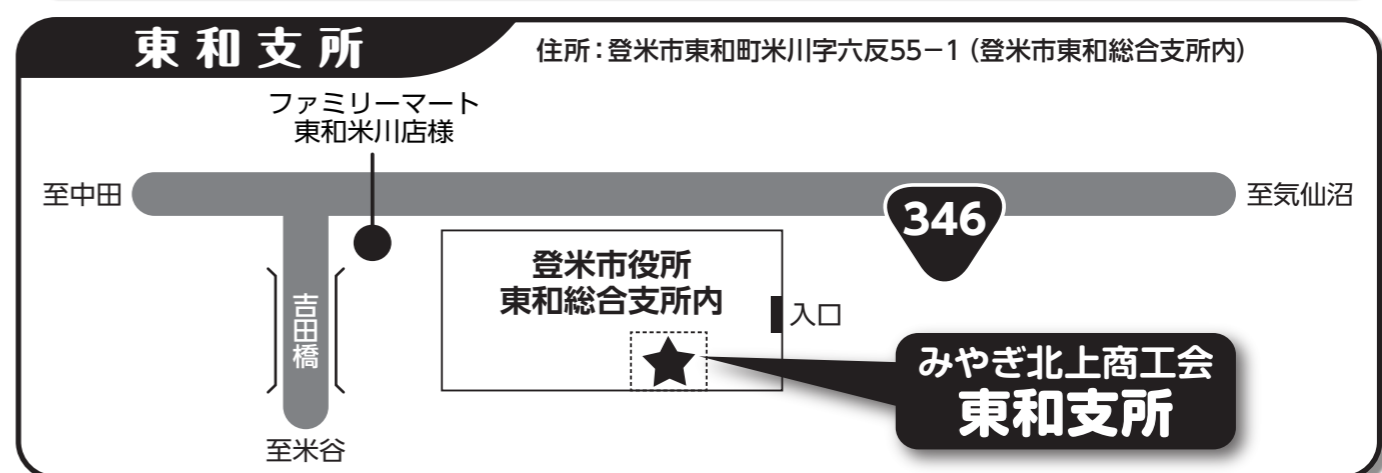 東和支所
住所：登米市東和町米川字六反55－1（登米市東和総合支所内）
ファミリーマート
東和米川店様
至中田
至気仙沼
346
登米市役所
東和総合支所内
入口
吉田橋
みやぎ北上商工会
東和支所
至米谷